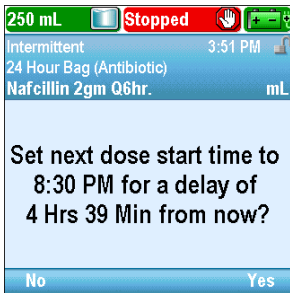 250 mL Stopped
Intermittent 3:51 PM
24 Hour Bag (Antibiotic)
Nafcillin 2gm Q6hr. mL
Set next dose start time to
8:30 PM for a delay of
4 Hrs 39 Min from now?
No Yes